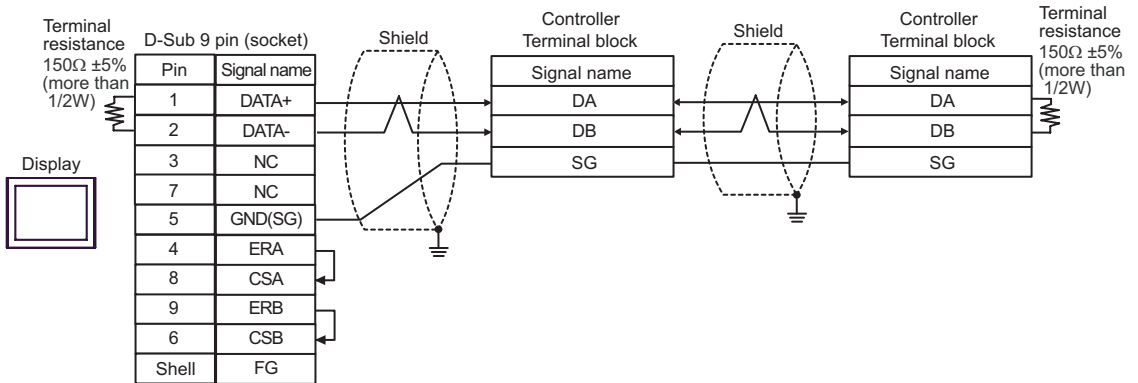 Terminal
resistance
150Ω ±5%
(more than
1/2W)
D-Sub 9 pin (socket)
Pin Signal name
1 DATA+
2 DATA-
3 NC
7 NC
5 GND(SG)
4 ERA
8 CSA
9 ERB
6 CSB
Shell FG
Display
Shield
Controller
Terminal block
Signal name
DA
DB
SG
Shield
Controller
Terminal block
Signal name
DA
DB
SG
Terminal
resistance
150Ω ±5%
(more than
1/2W)